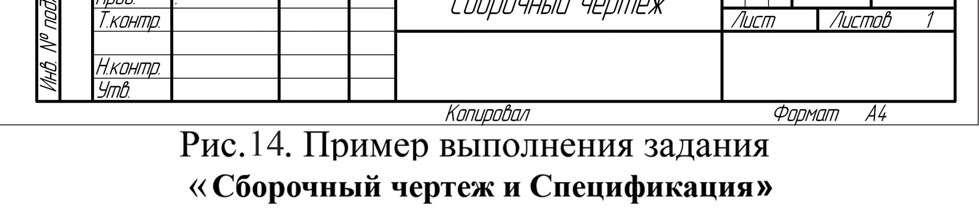 Пров.
Сборочный чертеж
Т.контр.
Лист Листов 1
Инв. № подл
Н.контр.
Утв.
Копировал Формат А4
Рис.14. Пример выполнения задания
«Сборочный чертеж и Спецификация»